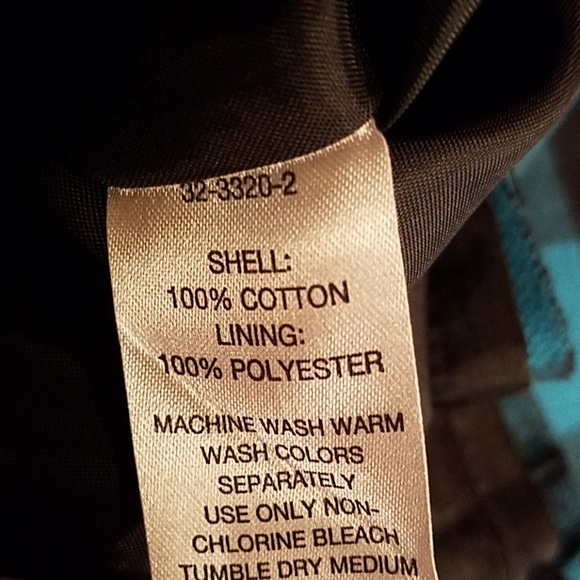 32-3320-2
SHELL:
100% COTTON
LINING:
100% POLYESTER
MACHINE WASH WARM
WASH COLORS
SEPARATELY
USE ONLY NON-
CHLORINE BLEACH
TUMBLE DRY MEDIUM